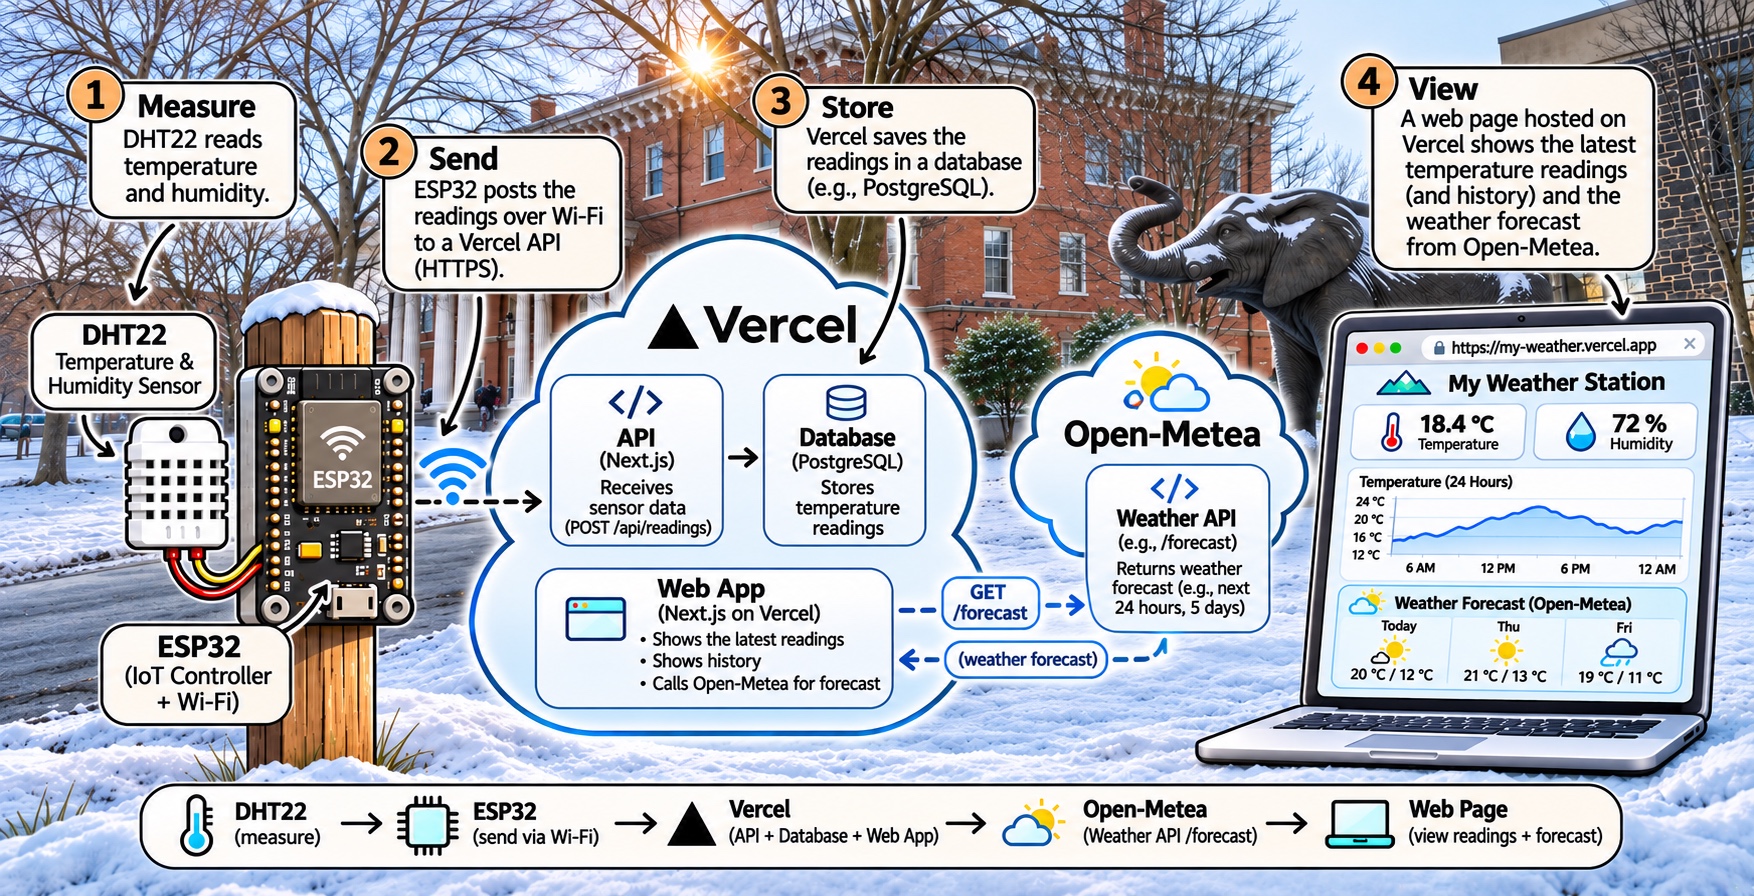 1
Measure
DHT22 reads
temperature
and humidity.
2
Send
ESP32 posts the
readings over Wi-Fi
to a Vercel API
(HTTPS).
3
Store
Vercel saves the
readings in a database
(e.g., PostgreSQL).
4
View
A web page hosted on
Vercel shows the latest
temperature readings
(and history) and the
weather forecast
from Open-Metea.
DHT22
Temperature &
Humidity Sensor
ESP32
ESP32
(IoT Controller
+ Wi-Fi)
Vercel
</>
API
(Next.js)
Receives
sensor data
(POST /api/readings)
Database
(PostgreSQL)
Stores
temperature
readings
Web App
(Next.js on Vercel)
• Shows the latest readings
• Shows history
• Calls Open-Metea for forecast
GET
/forecast
(weather forecast)
Open-Metea
</>
Weather API
(e.g., /forecast)
Returns weather
forecast (e.g., next
24 hours, 5 days)
https://my-weather.vercel.app
My Weather Station
18.4 °C
Temperature
72 %
Humidity
Temperature (24 Hours)
24 °C
20 °C
16 °C
12 °C
6 AM 12 PM 6 PM 12 AM
Weather Forecast (Open-Metea)
Today Thu Fri
20 °C / 12 °C 21 °C / 13 °C 19 °C / 11 °C
DHT22
(measure)
ESP32
(send via Wi-Fi)
Vercel
(API + Database + Web App)
Open-Metea
(Weather API /forecast)
Web Page
(view readings + forecast)